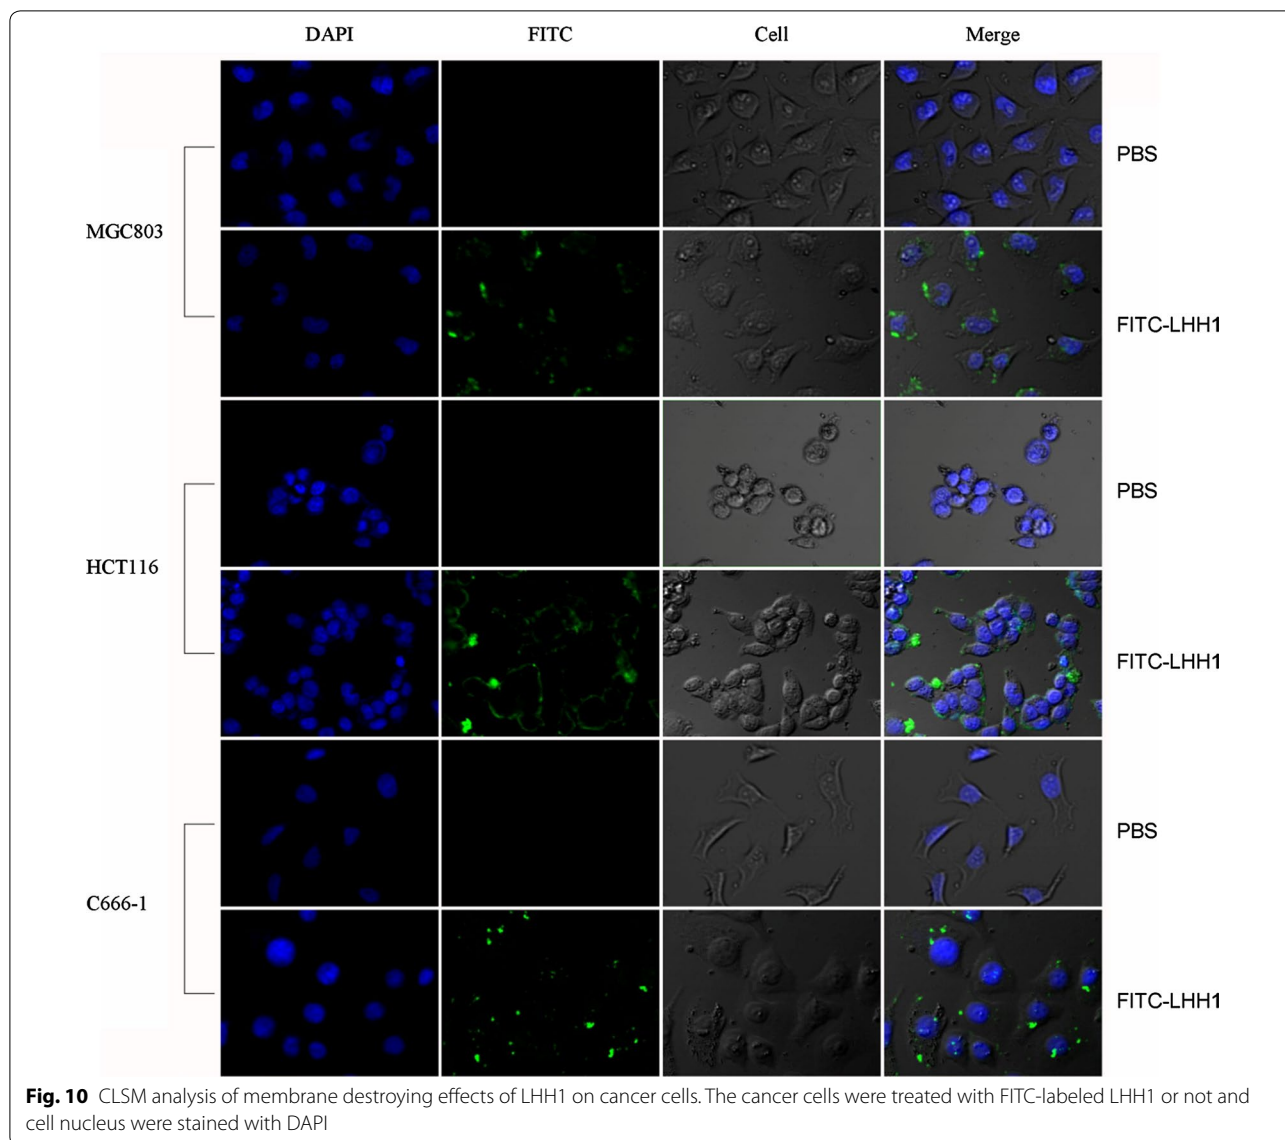 DAPI FITC Cell Merge
PBS
MGC803
FITC-LHH1
PBS
HCT116
FITC-LHH1
PBS
C666-1
FITC-LHH1
Fig. 10 CLSM analysis of membrane destroying effects of LHH1 on cancer cells. The cancer cells were treated with FITC-labeled LHH1 or not and
cell nucleus were stained with DAPI